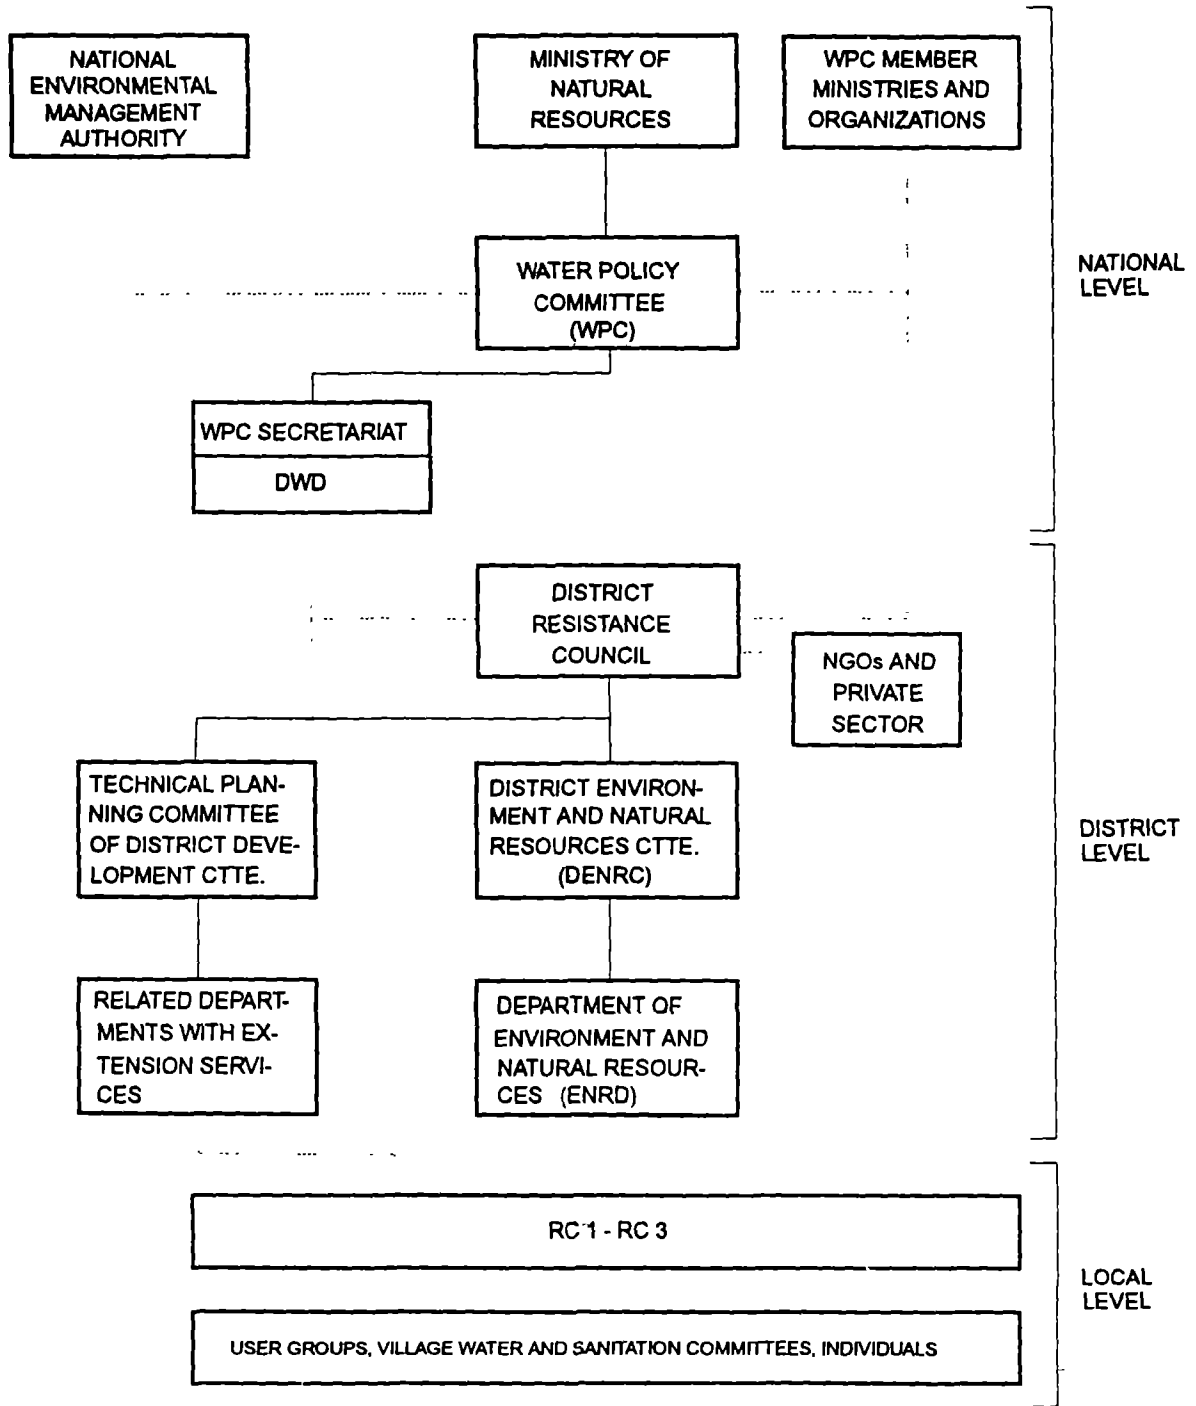 NATIONAL
ENVIRONMENTAL
MANAGEMENT
AUTHORITY
MINISTRY OF
NATURAL
RESOURCES
WPC MEMBER
MINISTRIES AND
ORGANIZATIONS
WATER POLICY
COMMITTEE
(WPC)
NATIONAL
LEVEL
WPC SECRETARIAT
DWD
DISTRICT
RESISTANCE
COUNCIL
NGOs AND
PRIVATE
SECTOR
TECHNICAL PLAN-
NING COMMITTEE
OF DISTRICT DEVE-
LOPMENT CTTE.
DISTRICT ENVIRON-
MENT AND NATURAL
RESOURCES CTTE.
(DENRC)
DISTRICT
LEVEL
RELATED DEPART-
MENTS WITH EX-
TENSION SERVI-
CES
DEPARTMENT OF
ENVIRONMENT AND
NATURAL RESOUR-
CES (ENRD)
RC 1 - RC 3
LOCAL
LEVEL
USER GROUPS, VILLAGE WATER AND SANITATION COMMITTEES, INDIVIDUALS